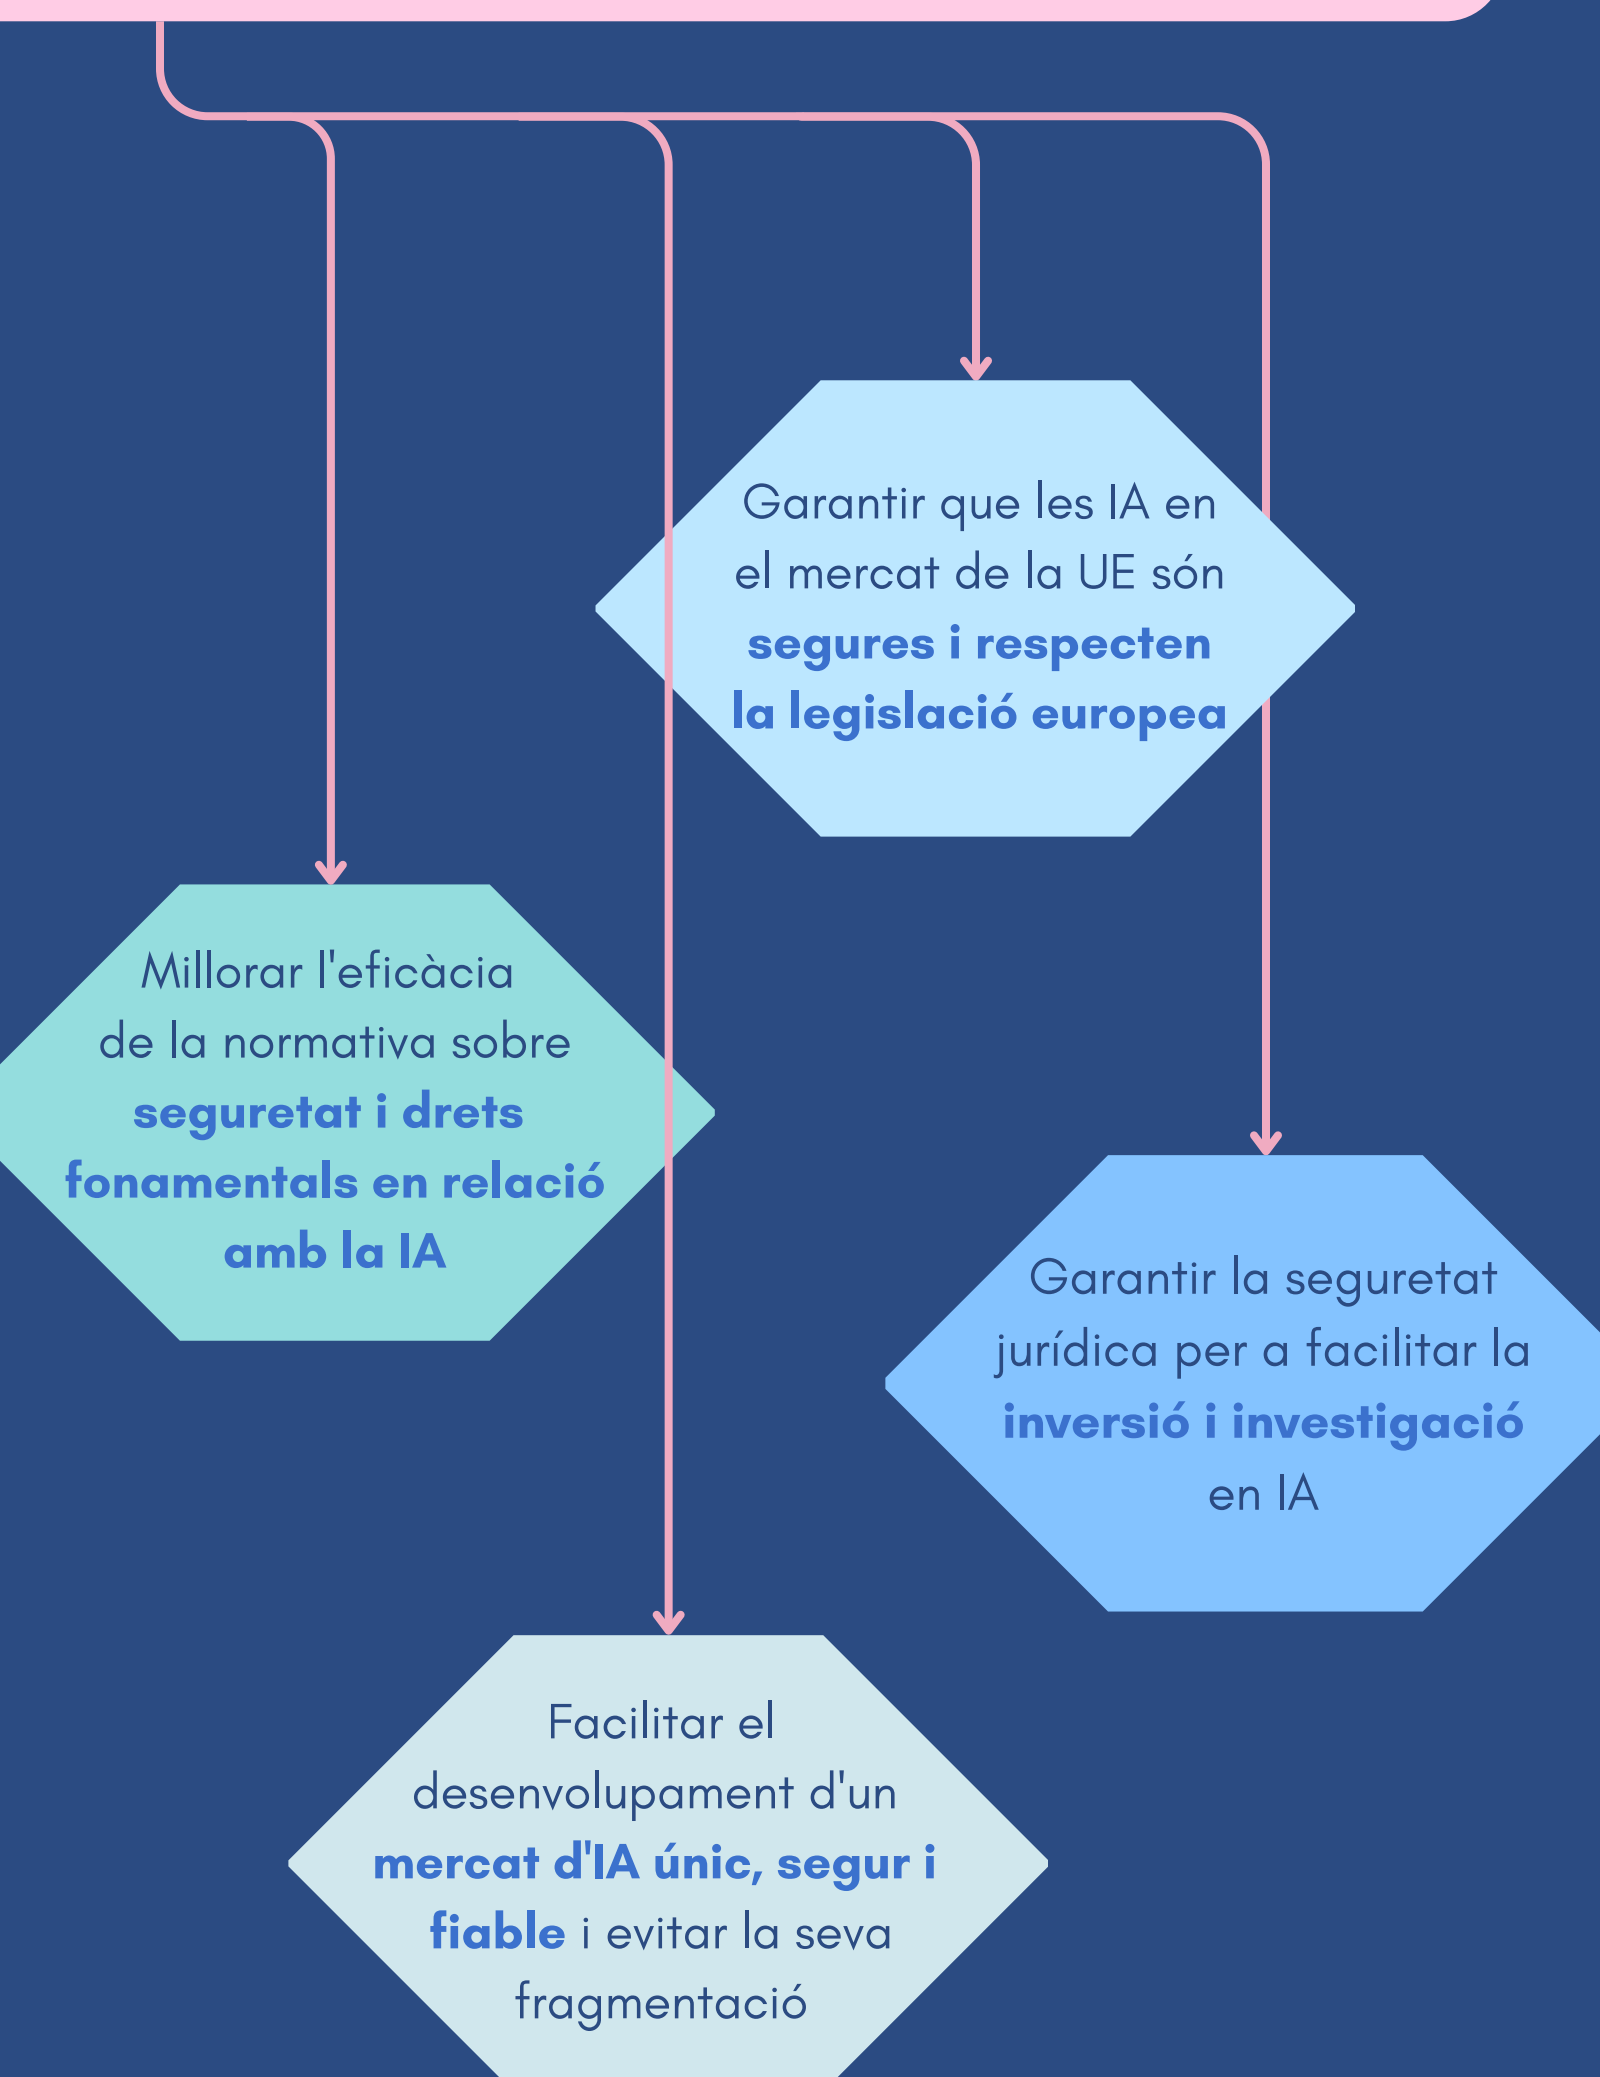 Garantir que les IA en
el mercat de la UE són
segures i respecten
la legislació europea
Millorar l'eficàcia
de la normativa sobre
seguretat i drets
fonamentals en relació
amb la IA
Garantir la seguretat
jurídica per a facilitar la
inversió i investigació
en IA
Facilitar el
desenvolupament d'un
mercat d'IA únic, segur i
fiable i evitar la seva
fragmentació